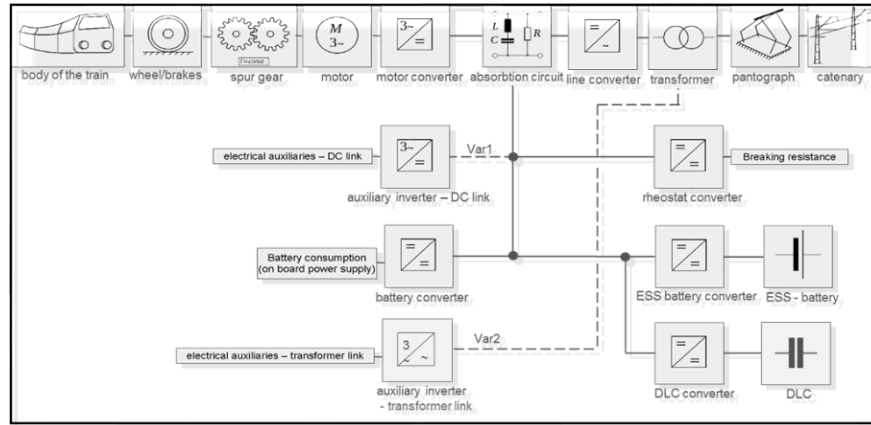 M
3~
3~
=
L
C
R
=
~
i=const.
body of the train
wheel/brakes
spur gear
motor
motor converter
absorbtion circuit
line converter
transformer
pantograph
catenary
electrical auxiliaries – DC link
3~
=
Var1
=
=
Breaking resistance
auxiliary inverter – DC link
rheostat converter
Battery consumption
(on board power supply)
=
=
=
=
battery converter
ESS battery converter
ESS - battery
electrical auxiliaries – transformer link
3
~
~
Var2
=
=
auxiliary inverter
- transformer link
DLC converter
DLC